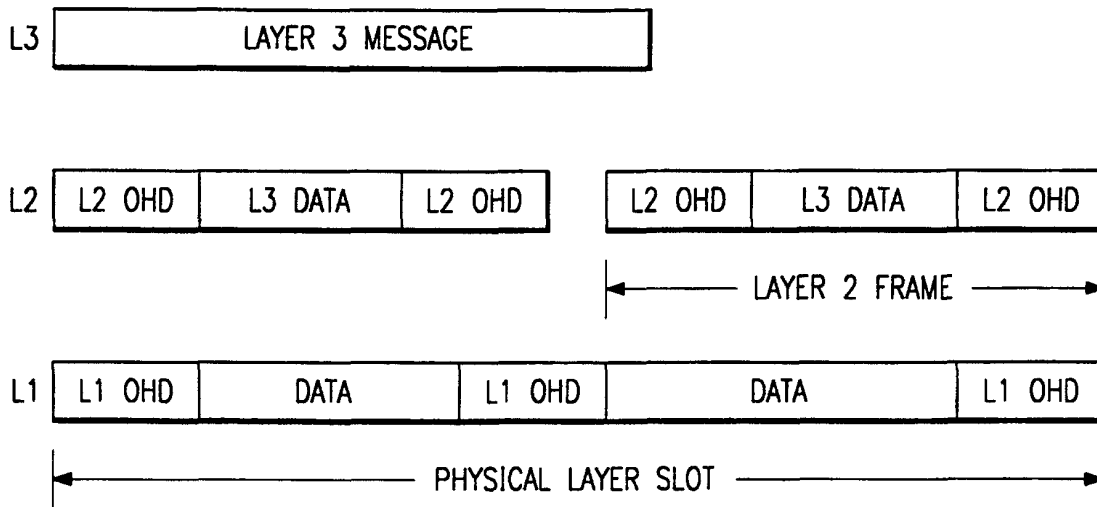 L3 LAYER 3 MESSAGE
L2 L2 OHD L3 DATA L2 OHD L2 OHD L3 DATA L2 OHD
LAYER 2 FRAME
L1 L1 OHD DATA L1 OHD DATA L1 OHD
PHYSICAL LAYER SLOT